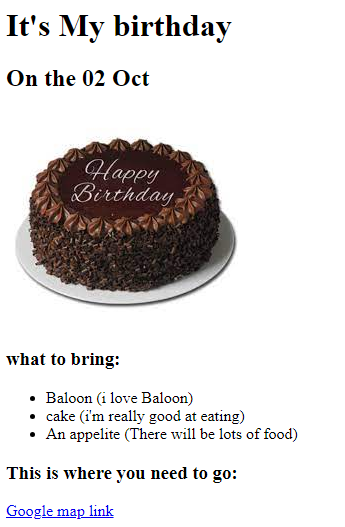 It's My birthday
On the 02 Oct
Happy
Birthday
what to bring:
Baloon (i love Baloon)
cake (i'm really good at eating)
An appelite (There will be lots of food)
This is where you need to go:
Google map link